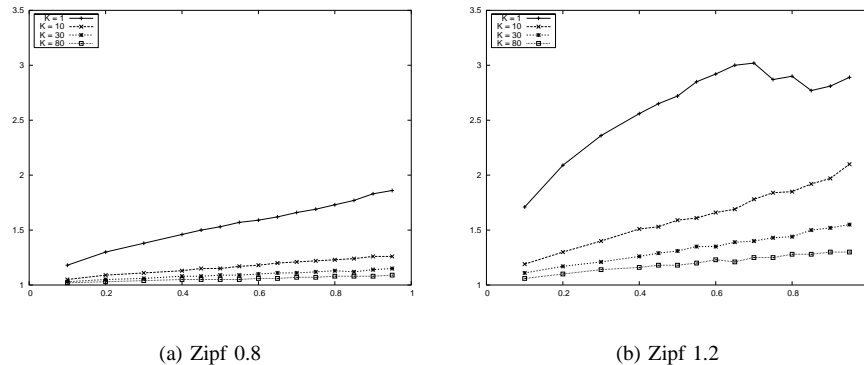 3.5
3
2.5
2
1.5
1
0 0.2 0.4 0.6 0.8 1
K = 1
K = 10
K = 30
K = 80
(a) Zipf 0.8
3.5
3
2.5
2
1.5
1
0 0.2 0.4 0.6 0.8
K = 1
K = 10
K = 30
K = 80
(b) Zipf 1.2